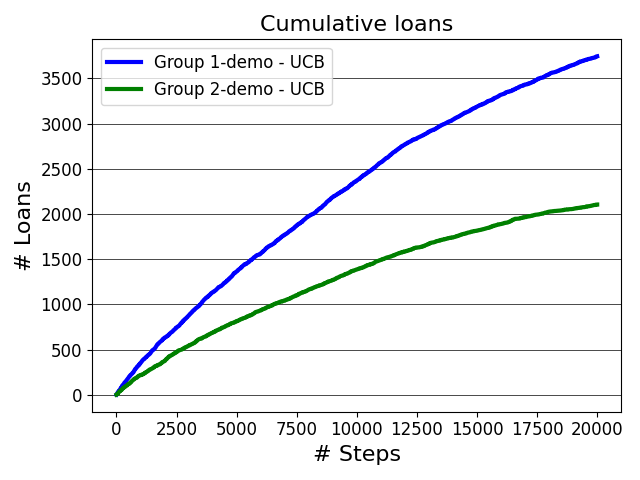 Cumulative loans
Group 1-demo - UCB
Group 2-demo - UCB
# Loans
3500
3000
2500
2000
1500
1000
500
0
0 2500 5000 7500 10000 12500 15000 17500 20000
# Steps